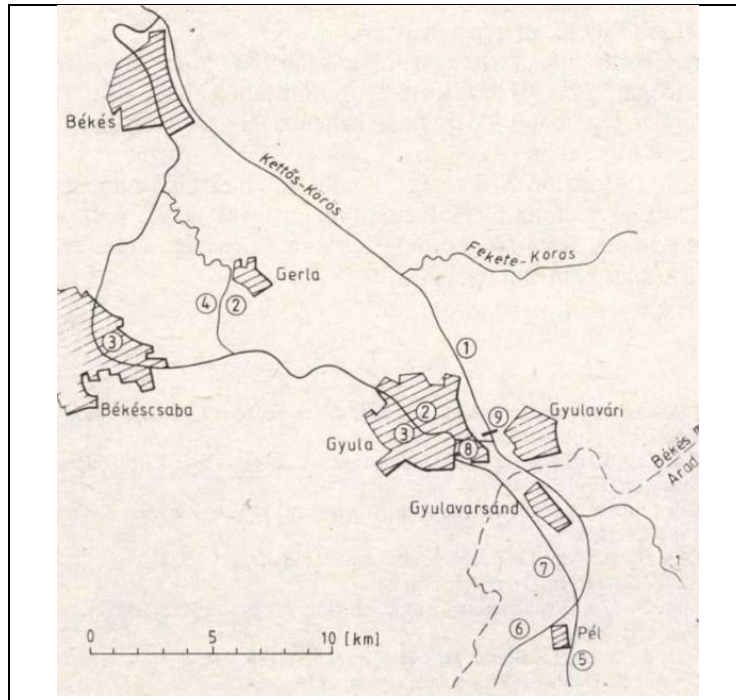 Békés
Kettős-Körös
Fekete-Körös
Gerla
④ ②
①
③
Békéscsaba
②
⑨
Gyulavári
③
Gyula
⑧
Békés m.
Arad
Gyulavarsánd
⑦
⑥
Pél
⑤
0 5 10 [km]